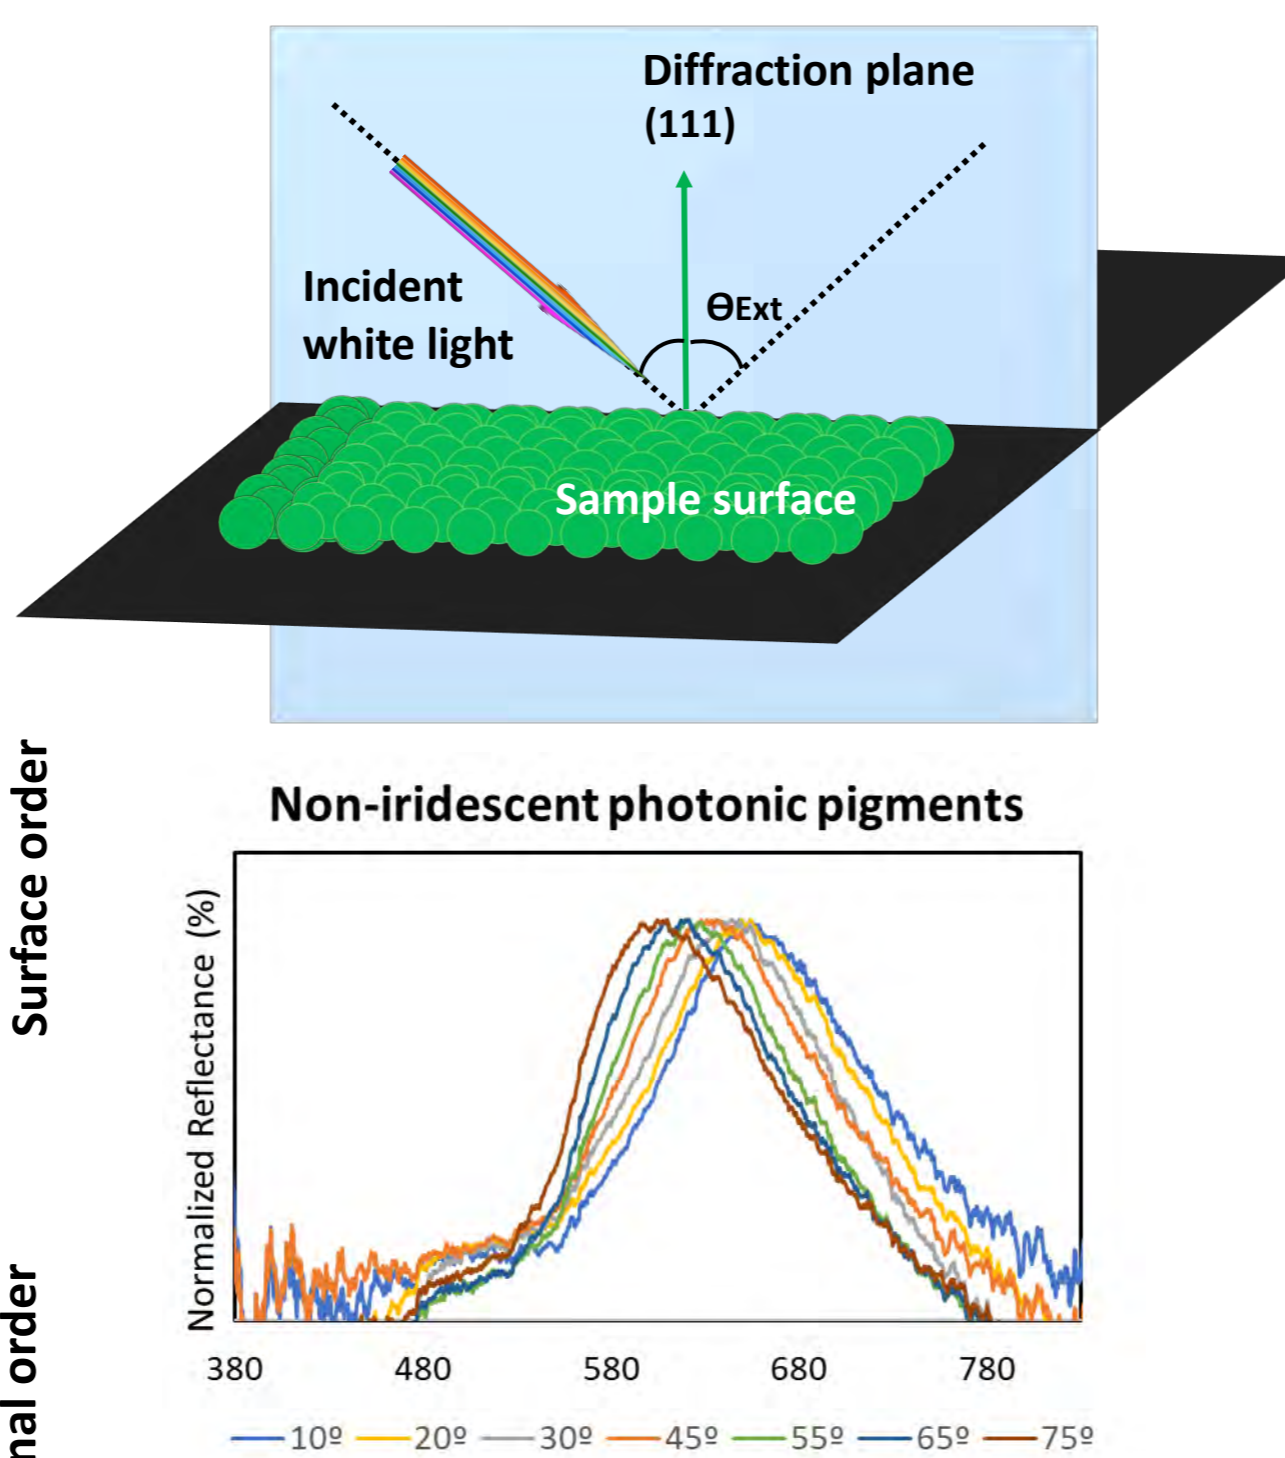 Diffraction plane
(111)
Incident
white light
ΘExt
Sample surface
Surface order
Non-iridescent photonic pigments
Normalized Reflectance (%)
380 480 580 680 780
10º 20º 30º 45º 55º 65º 75º
nal order